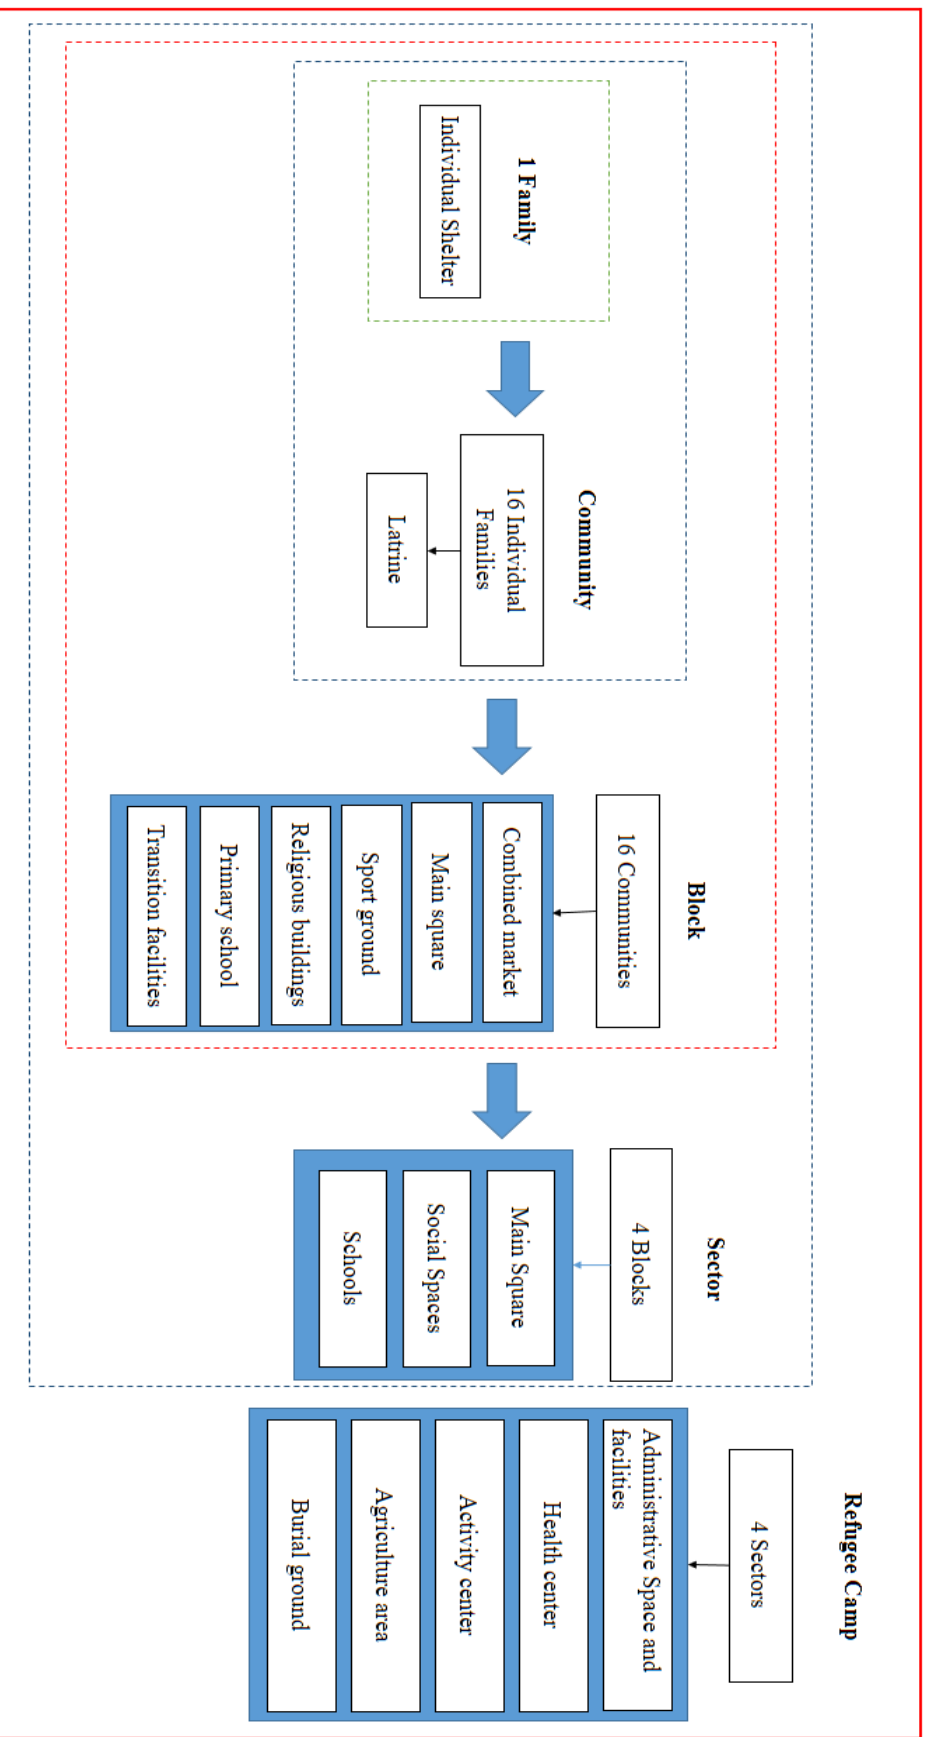 1 Family
Individual Shelter
Community
16 Individual
Families
Latrine
Block
16 Communities
Combined market
Main square
Sport ground
Religious buildings
Primary school
Transition facilities
Sector
4 Blocks
Main Square
Social Spaces
Schools
Refugee Camp
4 Sectors
Administrative Space and
facilities
Health center
Activity center
Agriculture area
Burial ground